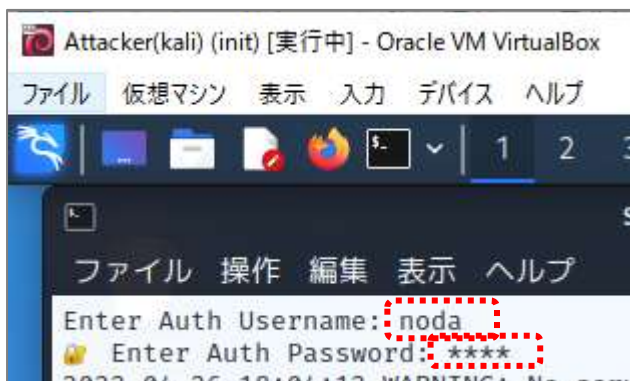 Attacker(kali) (init) [実行中] - Oracle VM VirtualBox
ファイル 仮想マシン 表示 入力 デバイス ヘルプ
1 2
ファイル 操作 編集 表示 ヘルプ
Enter Auth Username: noda
🔐 Enter Auth Password: ****